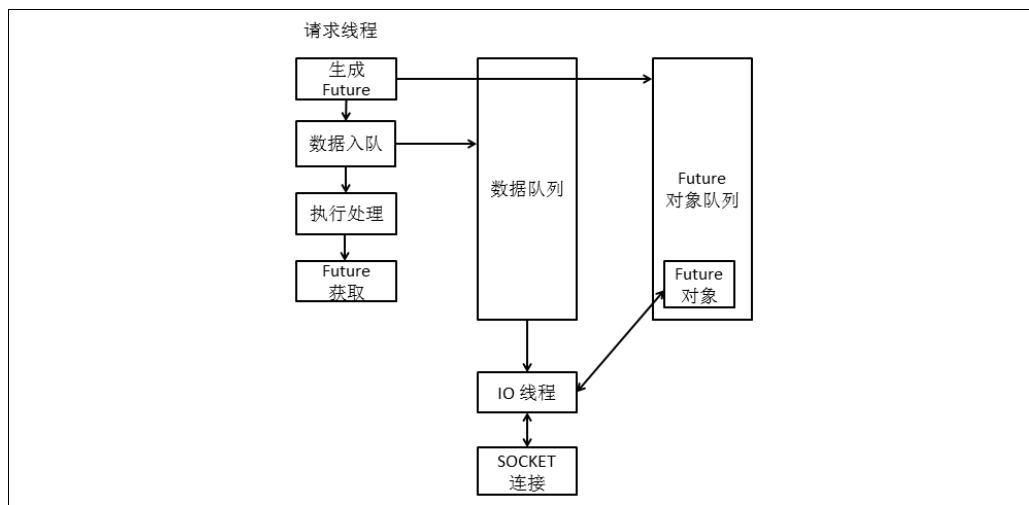 请求线程
生成
Future
数据入队
执行处理
Future
获取
数据队列
Future
对象队列
Future
对象
IO 线程
SOCKET
连接